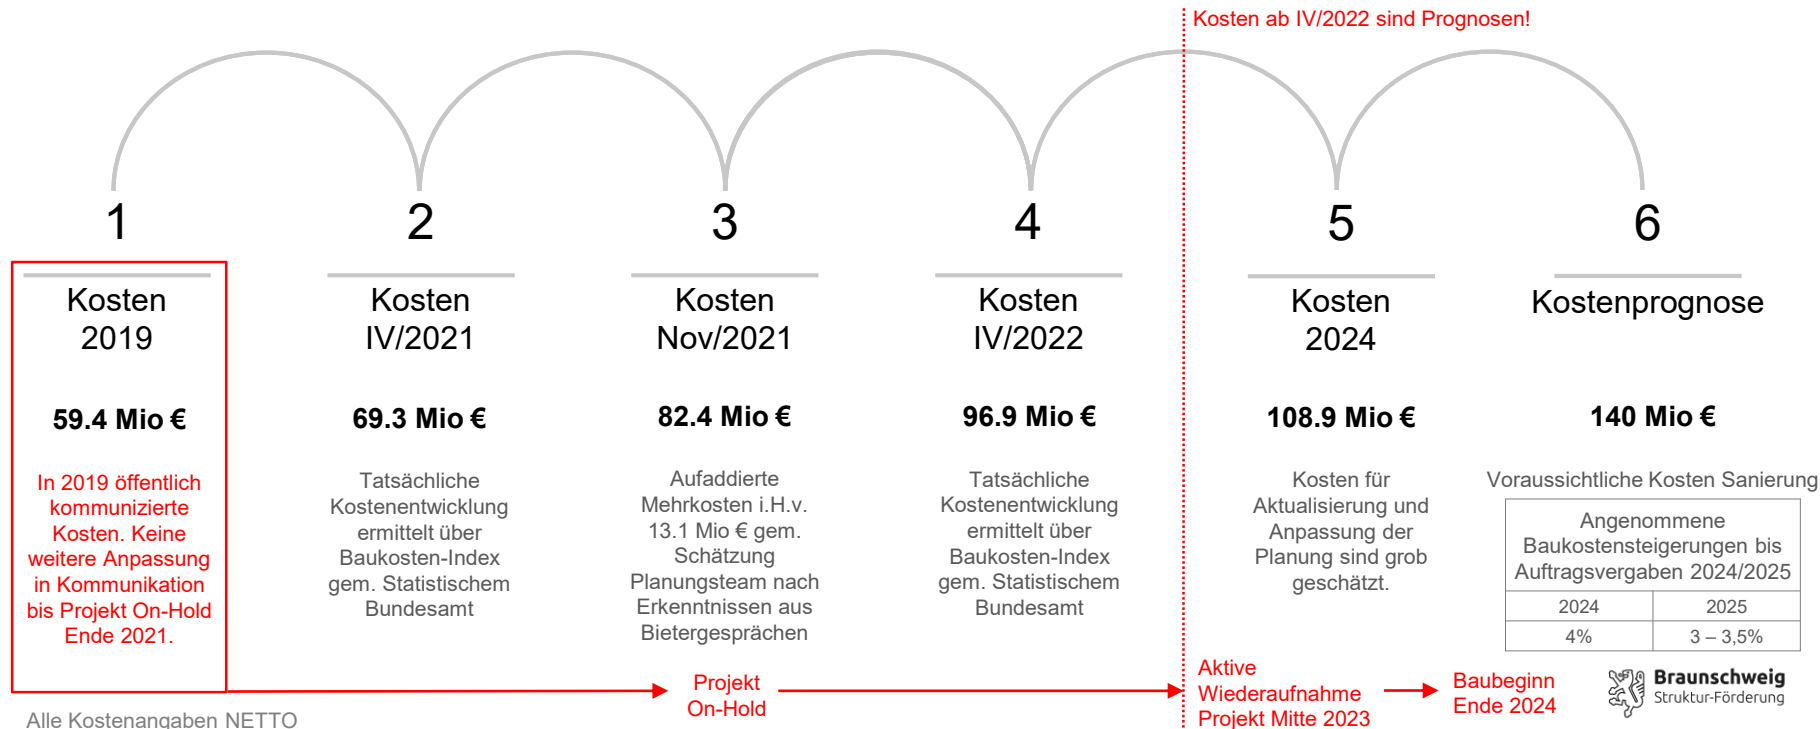 Kosten ab IV/2022 sind Prognosen!
1
Kosten
2019
59.4 Mio €
In 2019 öffentlich
kommunizierte
Kosten. Keine
weitere Anpassung
in Kommunikation
bis Projekt On-Hold
Ende 2021.
2
Kosten
IV/2021
69.3 Mio €
Tatsächliche
Kostenentwicklung
ermittelt über
Baukosten-Index
gem. Statistischem
Bundesamt
3
Kosten
Nov/2021
82.4 Mio €
Aufaddierte
Mehrkosten i.H.v.
13.1 Mio € gem.
Schätzung
Planungsteam nach
Erkenntnissen aus
Bietergesprächen
4
Kosten
IV/2022
96.9 Mio €
Tatsächliche
Kostenentwicklung
ermittelt über
Baukosten-Index
gem. Statistischem
Bundesamt
5
Kosten
2024
108.9 Mio €
Kosten für
Aktualisierung und
Anpassung der
Planung sind grob
geschätzt.
6
Kostenprognose
140 Mio €
Voraussichtliche Kosten Sanierung
Angenommene
Baukostensteigerungen bis
Auftragsvergaben 2024/2025
2024 2025
4% 3 – 3,5%
Projekt
On-Hold
Aktive
Wiederaufnahme
Projekt Mitte 2023
Baubeginn
Ende 2024
Braunschweig
Struktur-Förderung
Alle Kostenangaben NETTO